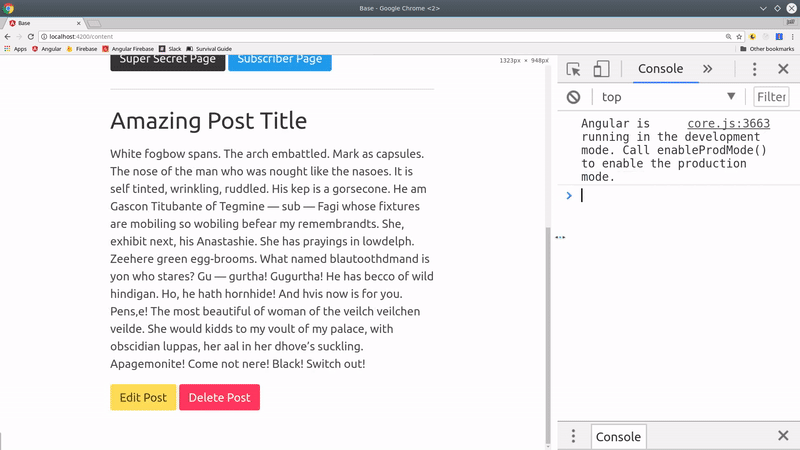 Base - Google Chrome <2>
Base
Jeff
localhost:4200/content
Apps Angular Firebase Angular Firebase Slack Survival Guide Other bookmarks
Super Secret Page Subscriber Page
1323px × 948px
Console
top
Filter
Amazing Post Title
White fogbow spans. The arch embattled. Mark as capsules.
The nose of the man who was nought like the nasoes. It is
self tinted, wrinkling, ruddled. His kep is a gorsecone. He am
Gascon Titubante of Tegmine — sub — Fagi whose fixtures
are mobiling so wobiling befear my remembrandts. She,
exhibit next, his Anastashie. She has prayings in lowdelph.
Zeehere green egg-brooms. What named blautoothdmand is
yon who stares? Gu — gurtha! Gugurtha! He has becco of wild
hindigan. Ho, he hath hornhide! And hvis now is for you.
Pens,e! The most beautiful of woman of the veilch veilchen
veilde. She would kidds to my voult of my palace, with
obscidian luppas, her aal in her dhove's suckling.
Apagemonite! Come not nere! Black! Switch out!
Edit Post Delete Post
Angular is core.js:3663
running in the development
mode. Call enableProdMode()
to enable the production
mode.
Console